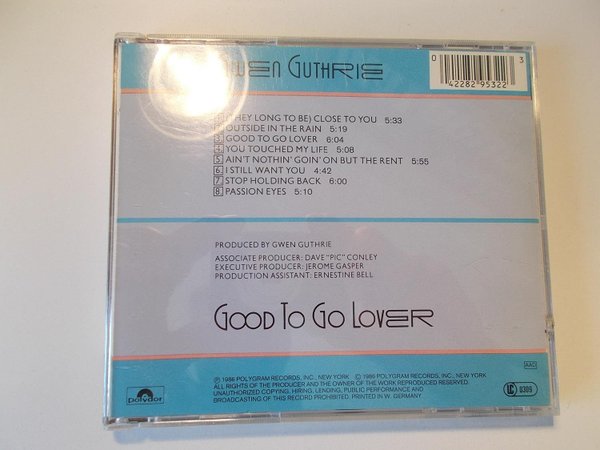 GWEN GUTHRIE
0 42282 95322 3
(THEY LONG TO BE) CLOSE TO YOU 5:33
2 OUTSIDE IN THE RAIN 5:19
3 GOOD TO GO LOVER 6:04
4 YOU TOUCHED MY LIFE 5:08
5 AIN'T NOTHIN' GOIN' ON BUT THE RENT 5:55
6 I STILL WANT YOU 4:42
7 STOP HOLDING BACK 6:00
8 PASSION EYES 5:10
PRODUCED BY GWEN GUTHRIE
ASSOCIATE PRODUCER: DAVE "PIC" CONLEY
EXECUTIVE PRODUCER: JEROME GASPER
PRODUCTION ASSISTANT: ERNESTINE BELL
GOOD TO GO LOVER
℗ 1986 POLYGRAM RECORDS, INC., NEW YORK © 1986 POLYGRAM RECORDS, INC., NEW YORK
ALL RIGHTS OF THE PRODUCER AND THE OWNER OF THE WORK REPRODUCED RESERVED.
UNAUTHORIZED COPYING, HIRING, LENDING, PUBLIC PERFORMANCE AND
BROADCASTING OF THIS RECORD PROHIBITED. PRINTED IN W. GERMANY.
polydor
AAD
LC 0309